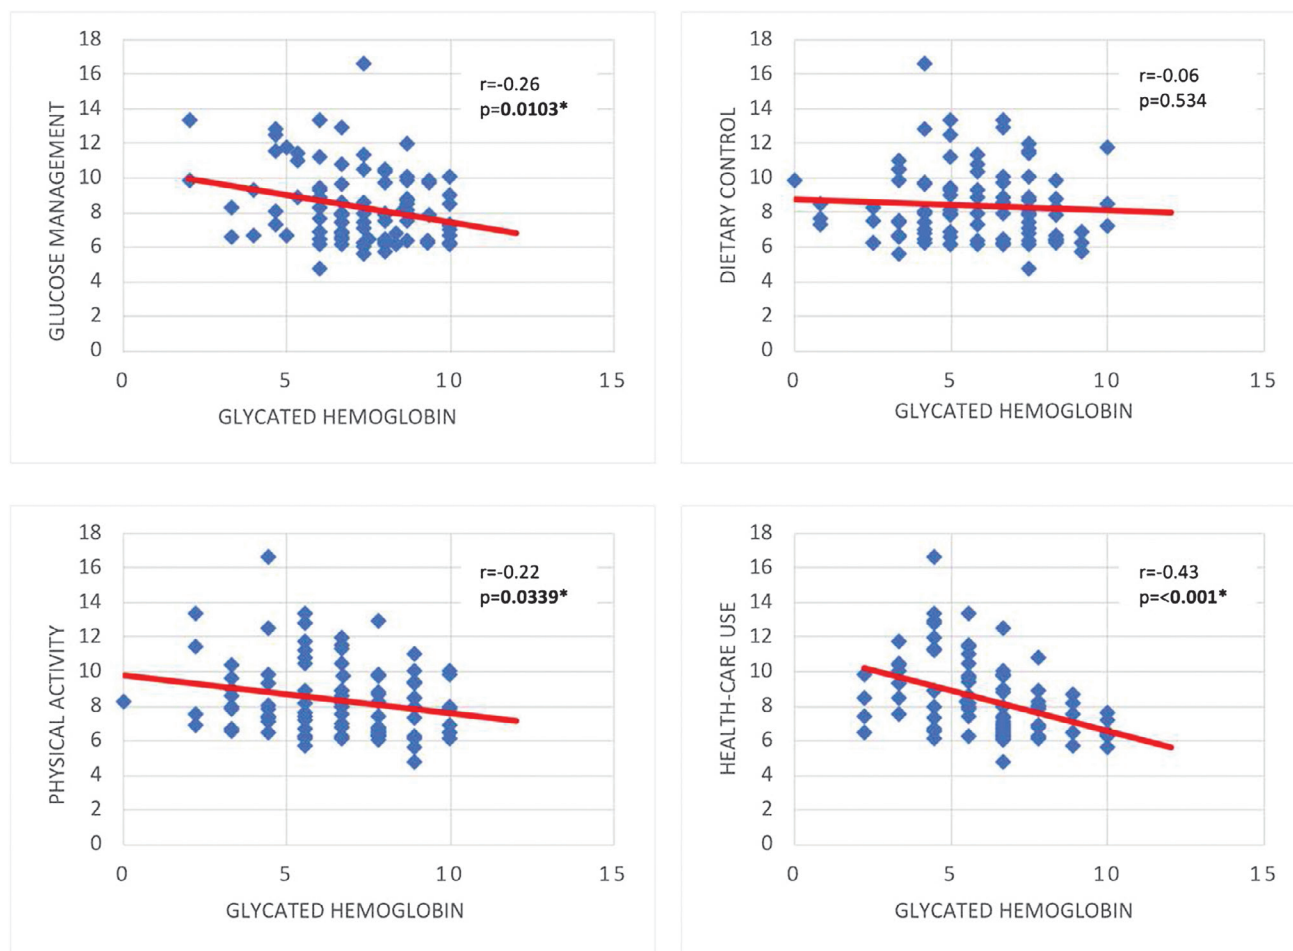 18
16
14
12
10
8
6
4
2
0
GLUCOSE MANAGEMENT
r=-0.26
p=0.0103*
0 5 10 15
GLYCATED HEMOGLOBIN
18
16
14
12
10
8
6
4
2
0
DIETARY CONTROL
r=-0.06
p=0.534
0 5 10 15
GLYCATED HEMOGLOBIN
18
16
14
12
10
8
6
4
2
0
PHYSICAL ACTIVITY
r=-0.22
p=0.0339*
0 5 10 15
GLYCATED HEMOGLOBIN
18
16
14
12
10
8
6
4
2
0
HEALTH-CARE USE
r=-0.43
p=<0.001*
0 5 10 15
GLYCATED HEMOGLOBIN